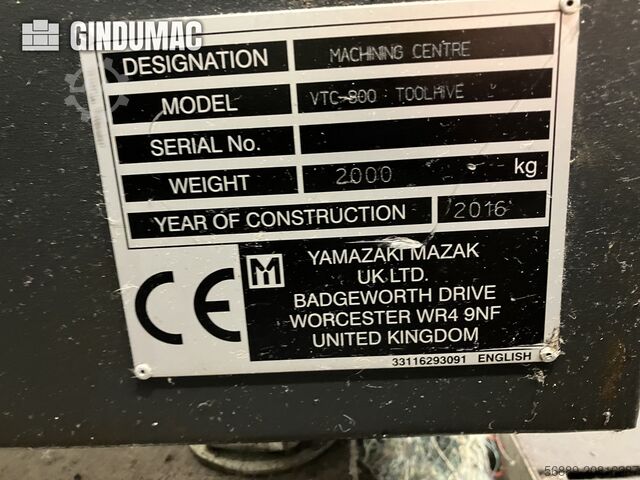 GINDUMAC
DESIGNATION MACHINING CENTRE
MODEL VTC-800 TOOLHIVE
SERIAL No.
WEIGHT 2000 kg
YEAR OF CONSTRUCTION 2016
CE
M YAMAZAKI MAZAK
UK LTD.
BADGEWORTH DRIVE
WORCESTER WR4 9NF
UNITED KINGDOM
33116293091 ENGLISH